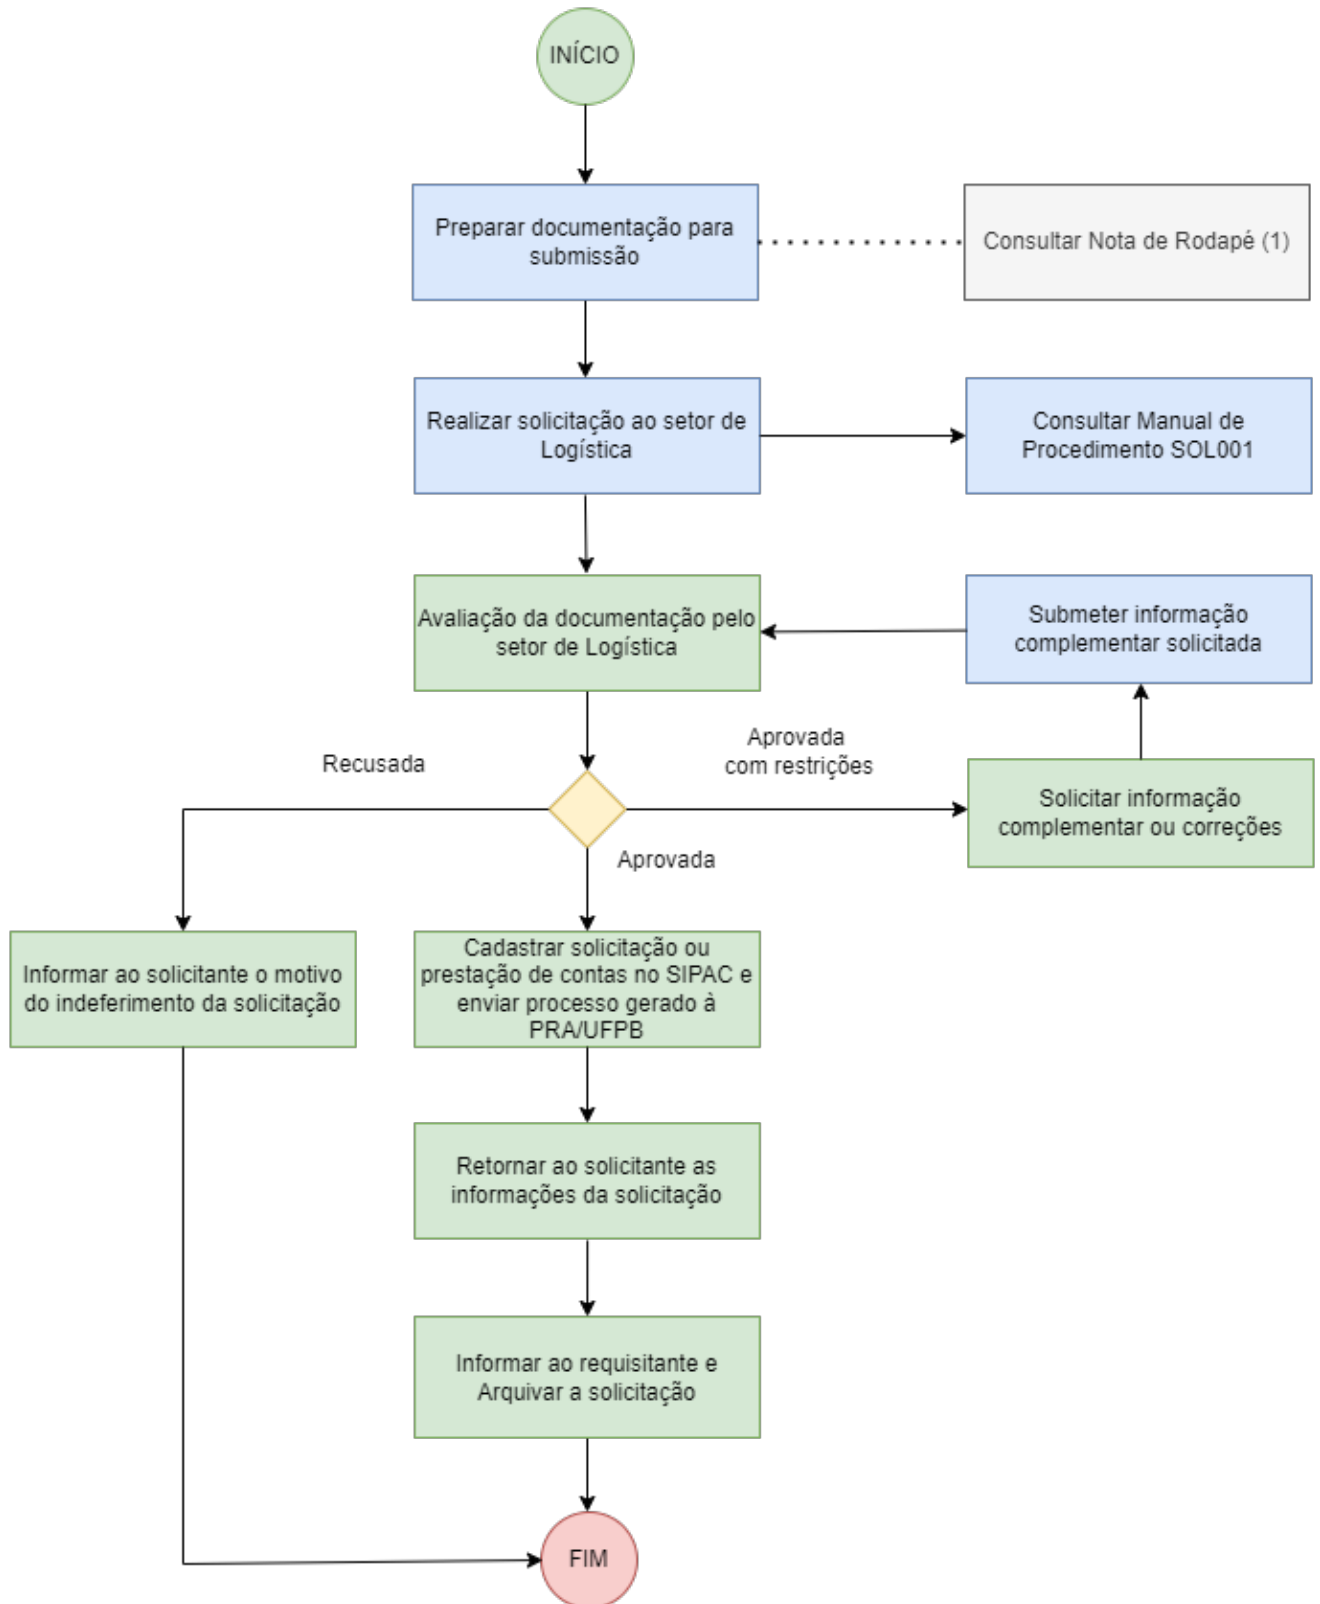 INÍCIO
Preparar documentação para
submissão
Consultar Nota de Rodapé (1)
Realizar solicitação ao setor de
Logística
Consultar Manual de
Procedimento SOL001
Avaliação da documentação pelo
setor de Logística
Submeter informação
complementar solicitada
Recusada
Aprovada
com restrições
Solicitar informação
complementar ou correções
Aprovada
Informar ao solicitante o motivo
do indeferimento da solicitação
Cadastrar solicitação ou
prestação de contas no SIPAC e
enviar processo gerado à
PRA/UFPB
Retornar ao solicitante as
informações da solicitação
Informar ao requisitante e
Arquivar a solicitação
FIM